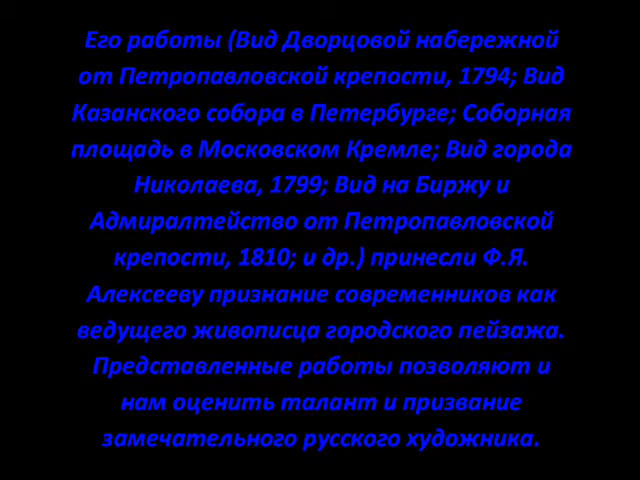 Его работы (Вид Дворцовой набережной
от Петропавловской крепости, 1794; Вид
Казанского собора в Петербурге; Соборная
площадь в Московском Кремле; Вид города
Николаева, 1799; Вид на Биржу и
Адмиралтейство от Петропавловской
крепости, 1810; и др.) принесли Ф.Я.
Алексееву признание современников как
ведущего живописца городского пейзажа.
Представленные работы позволяют и
нам оценить талант и призвание
замечательного русского художника.